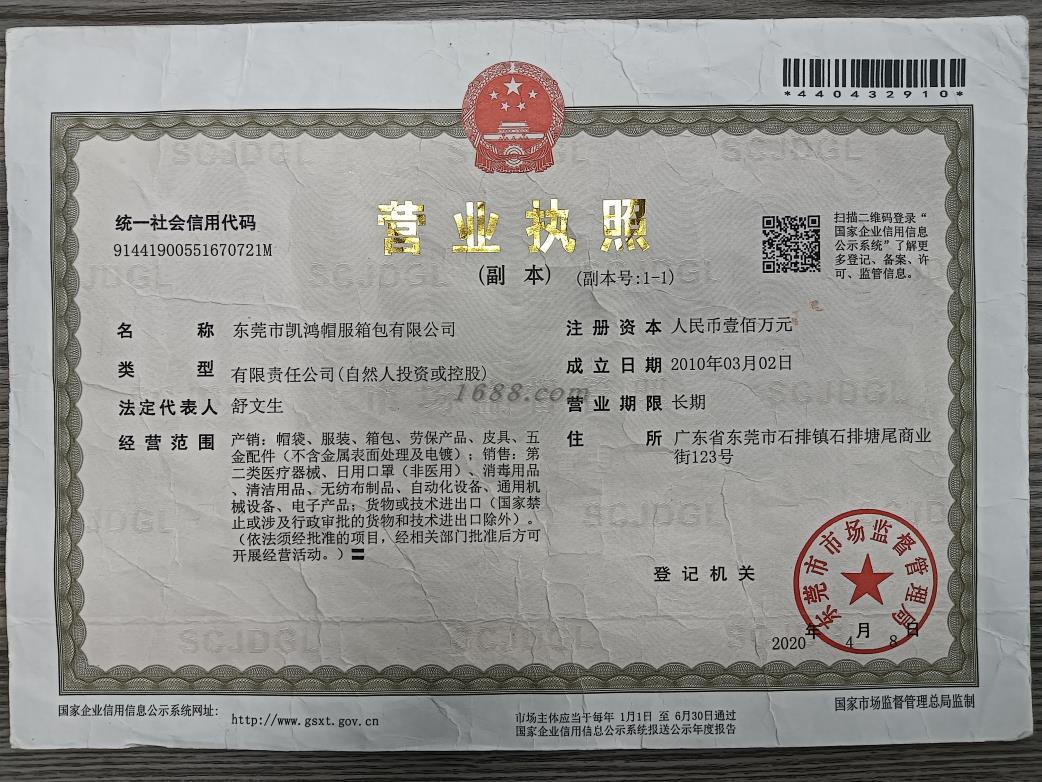 *440432910*
营业执照
(副 本) (副本号:1-1)
统一社会信用代码
91441900551670721M
扫描二维码登录“
国家企业信用信息
公示系统”了解更
多登记、备案、许
可、监管信息。
名 称 东莞市凯鸿帽服箱包有限公司
类 型 有限责任公司(自然人投资或控股)
法定代表人 舒文生
经营范围 产销：帽袋、服装、箱包、劳保产品、皮具、五
金配件（不含金属表面处理及电镀）；销售：第
二类医疗器械、日用口罩（非医用）、消毒用品
、清洁用品、无纺布制品、自动化设备、通用机
械设备、电子产品；货物或技术进出口（国家禁
止或涉及行政审批的货物和技术进出口除外）。
（依法须经批准的项目，经相关部门批准后方可
开展经营活动。）
注册资本 人民币壹佰万元
成立日期 2010年03月02日
营业期限 长期
住 所 广东省东莞市石排镇石排塘尾商业
街123号
1688.com
登记机关
东莞市市场监督管理局
2020 年 4 月 8 日
国家企业信用信息公示系统网址: http://www.gsxt.gov.cn
市场主体应当于每年 1月1日 至 6月30日通过
国家企业信用信息公示系统报送公示年度报告
国家市场监督管理总局监制
SCJDGL